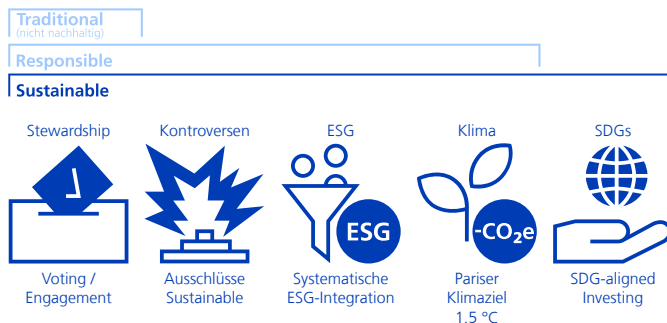 Traditional
(nicht nachhaltig)
Responsible
Sustainable
Stewardship
Kontroversen
ESG
Klima
SDGs
ESG
-CO₂e
Voting /
Engagement
Ausschlüsse
Sustainable
Systematische
ESG-Integration
Pariser
Klimaziel
1,5 °C
SDG-aligned
Investing